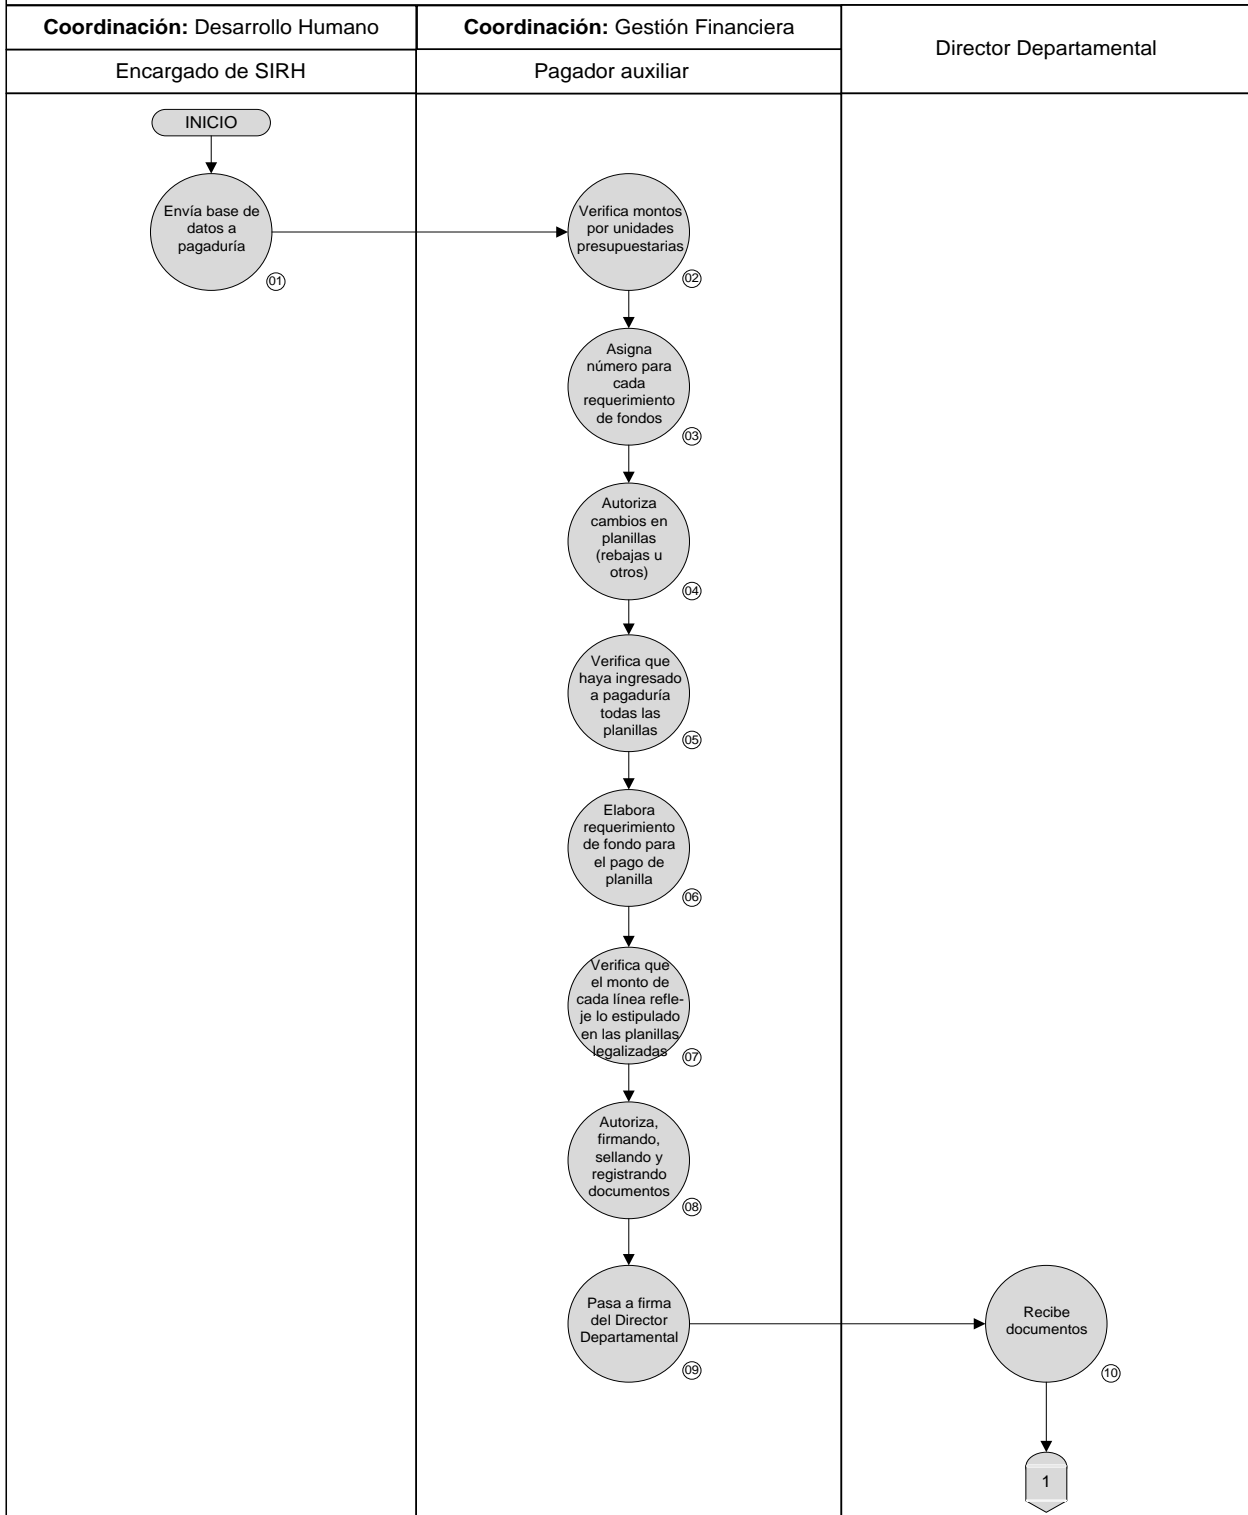 Coordinación: Desarrollo Humano
Coordinación: Gestión Financiera
Director Departamental
Encargado de SIRH
Pagador auxiliar
INICIO
Envía base de
datos a
pagaduría
01
Verifica montos
por unidades
presupuestarias
02
Asigna
número para
cada
requerimiento
de fondos
03
Autoriza
cambios en
planillas
(rebajas u
otros)
04
Verifica que
haya ingresado
a pagaduría
todas las
planillas
05
Elabora
requerimiento
de fondo para
el pago de
planilla
06
Verifica que
el monto de
cada línea refle-
je lo estipulado
en las planillas
legalizadas
07
Autoriza,
firmando,
sellando y
registrando
documentos
08
Pasa a firma
del Director
Departamental
09
Recibe
documentos
10
1